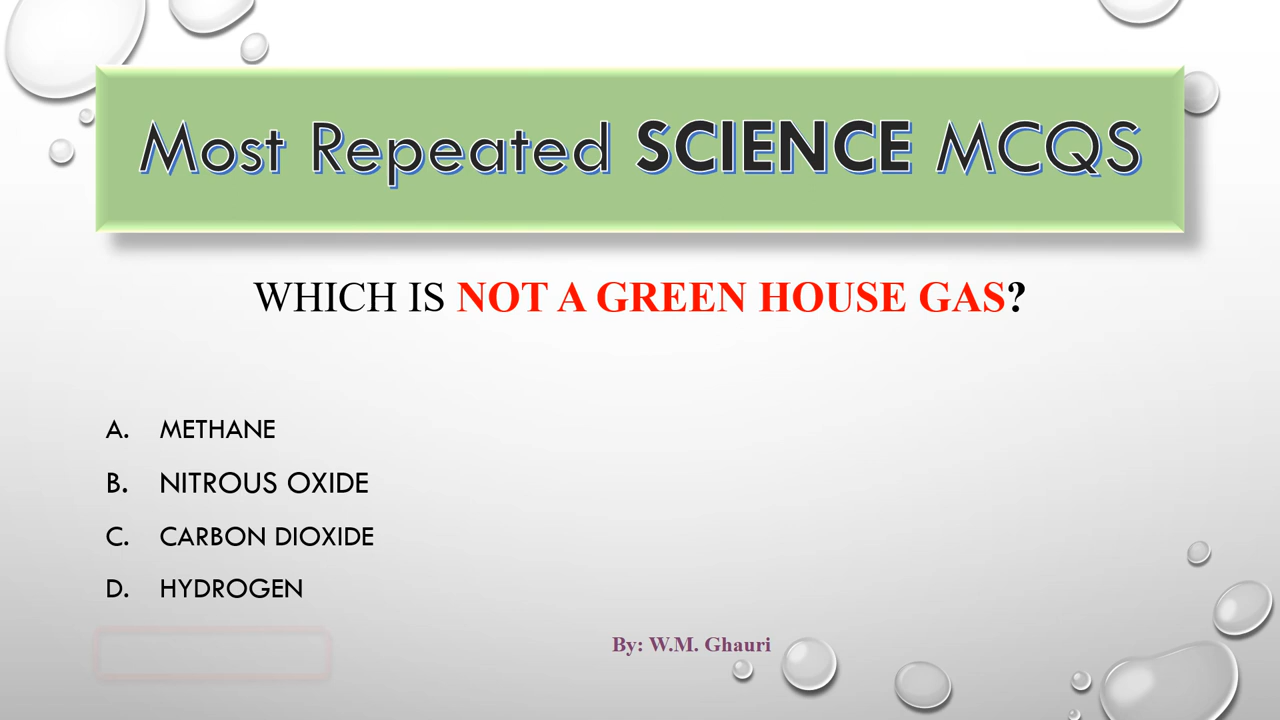 Most Repeated SCIENCE MCQS
WHICH IS NOT A GREEN HOUSE GAS?
A. METHANE
B. NITROUS OXIDE
C. CARBON DIOXIDE
D. HYDROGEN
By: W.M. Ghauri